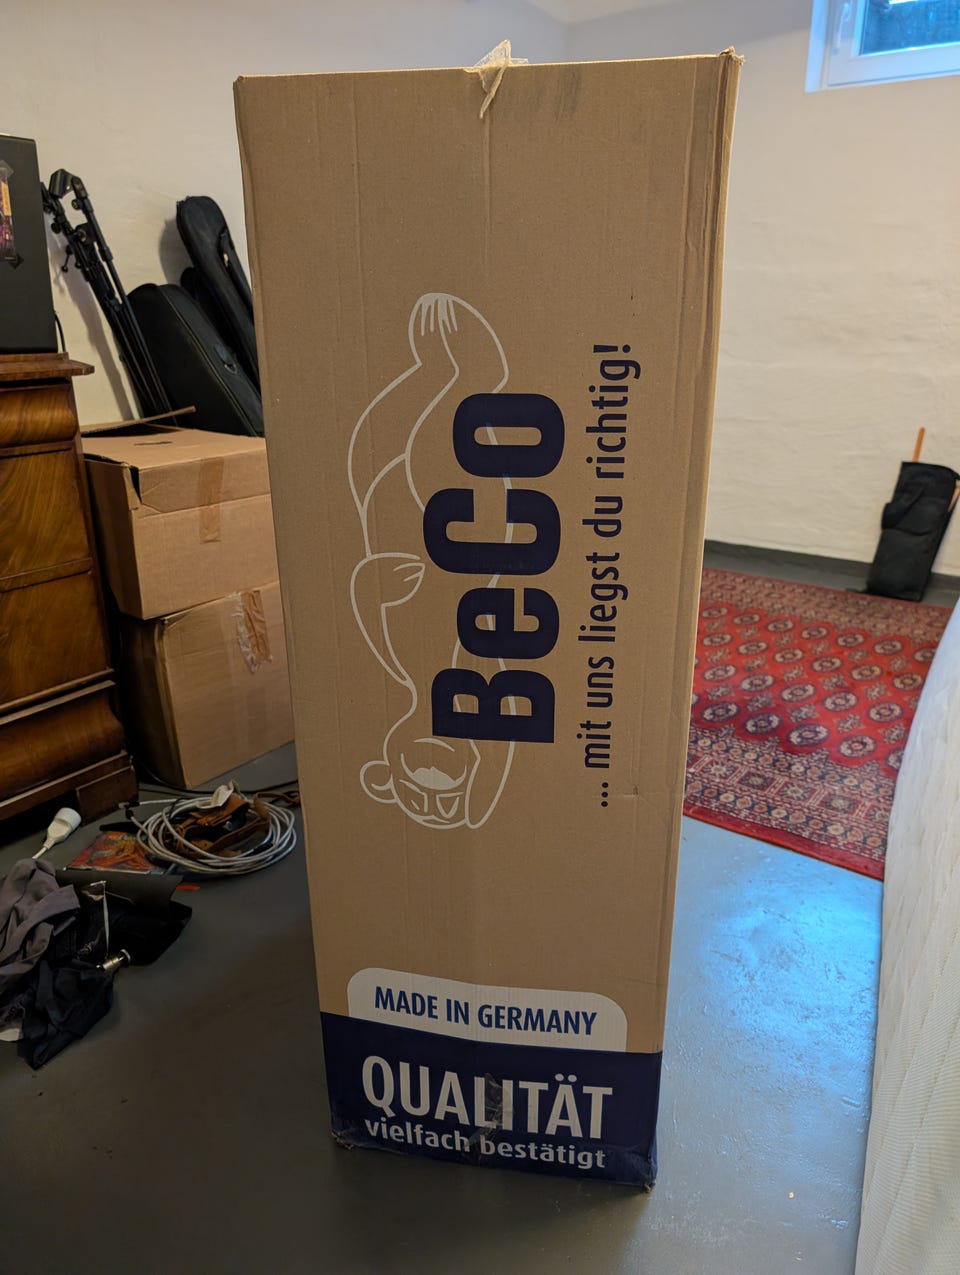 BeCo
... mit uns liegst du richtig!
MADE IN GERMANY
QUALITÄT
vielfach bestätigt